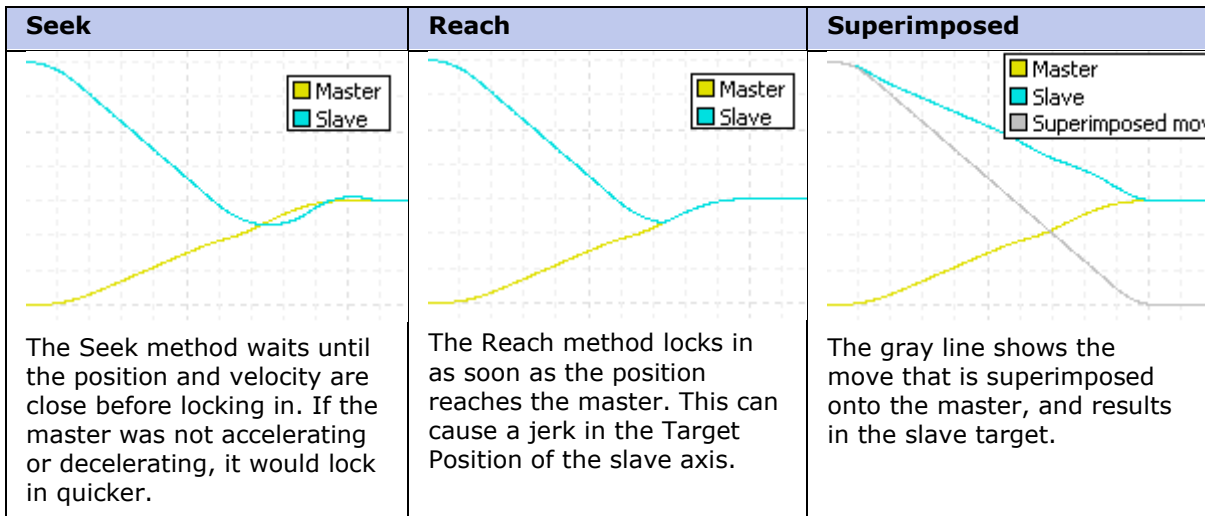 Seek
Master
Slave
The Seek method waits until
the position and velocity are
close before locking in. If the
master was not accelerating
or decelerating, it would lock
in quicker.
Reach
Master
Slave
The Reach method locks in
as soon as the position
reaches the master. This can
cause a jerk in the Target
Position of the slave axis.
Superimposed
Master
Slave
Superimposed mov
The gray line shows the
move that is superimposed
onto the master, and results
in the slave target.